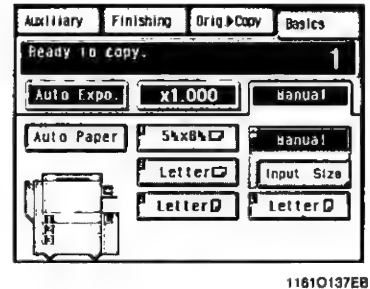 Auxiliary Finishing Orig▶Copy Basics
Ready to copy. 1
Auto Expo. x1.000 Manual
Auto Paper 5½x8½ Manual
Letter Input Size
Letter Letter
11610137EB